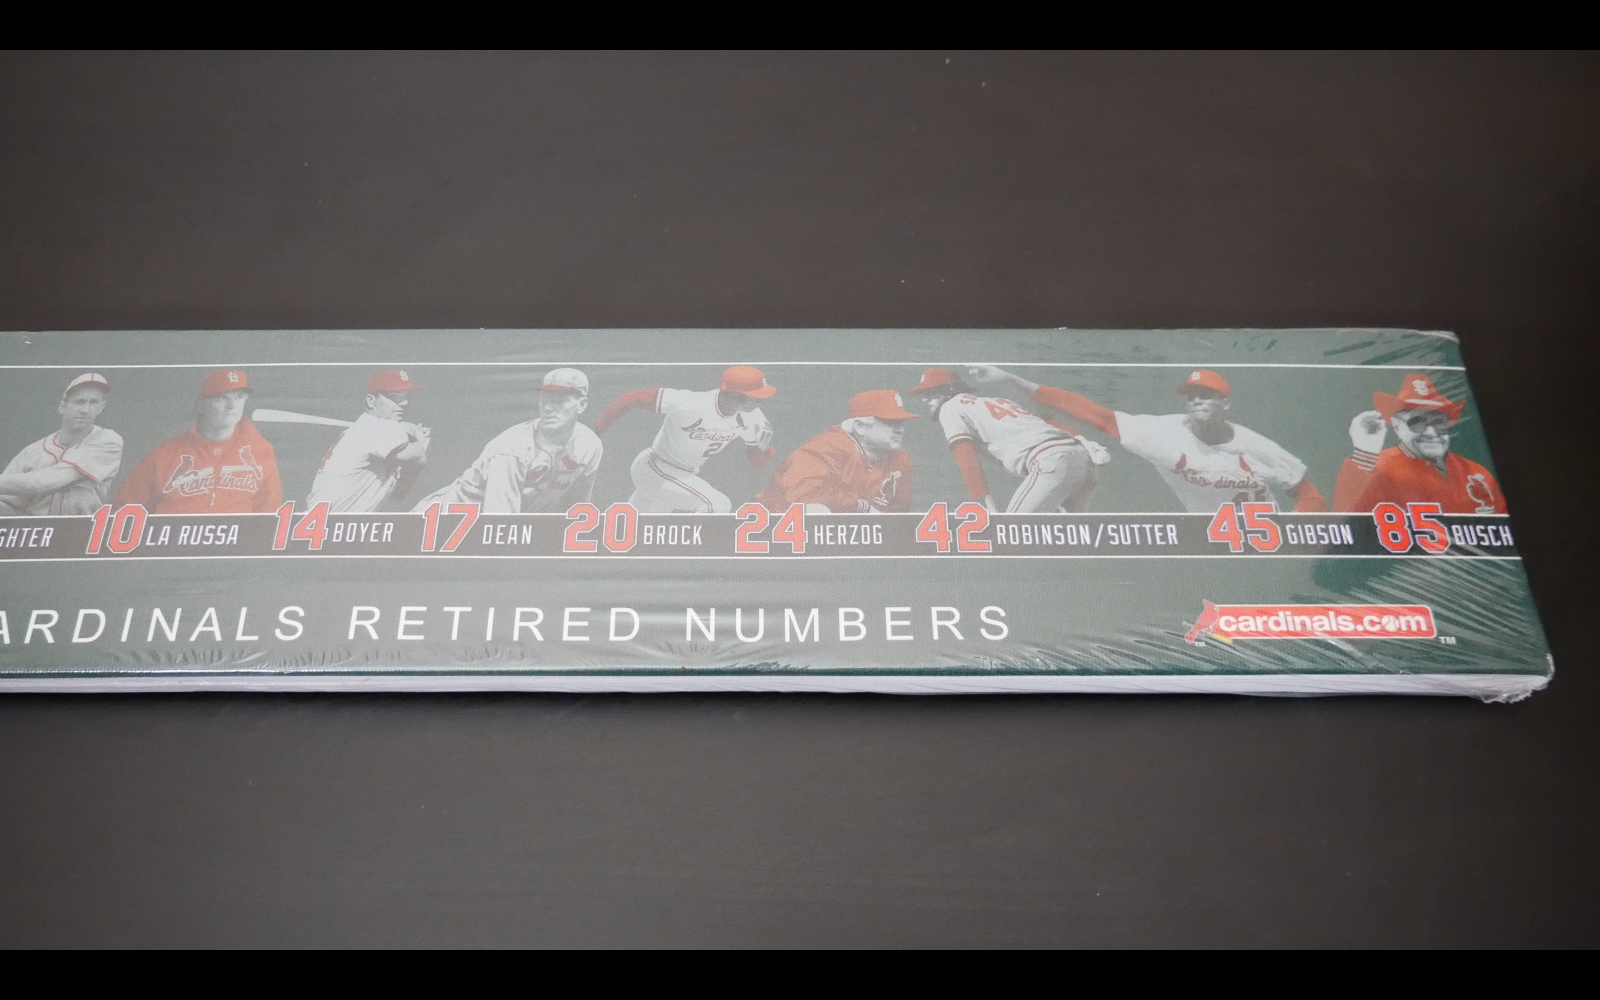 GHTER 10 LA RUSSA 14 BOYER 17 DEAN 20 BROCK 24 HERZOG 42 ROBINSON/SUTTER 45 GIBSON 85 BUSCH
ARDINALS RETIRED NUMBERS
cardinals.com™